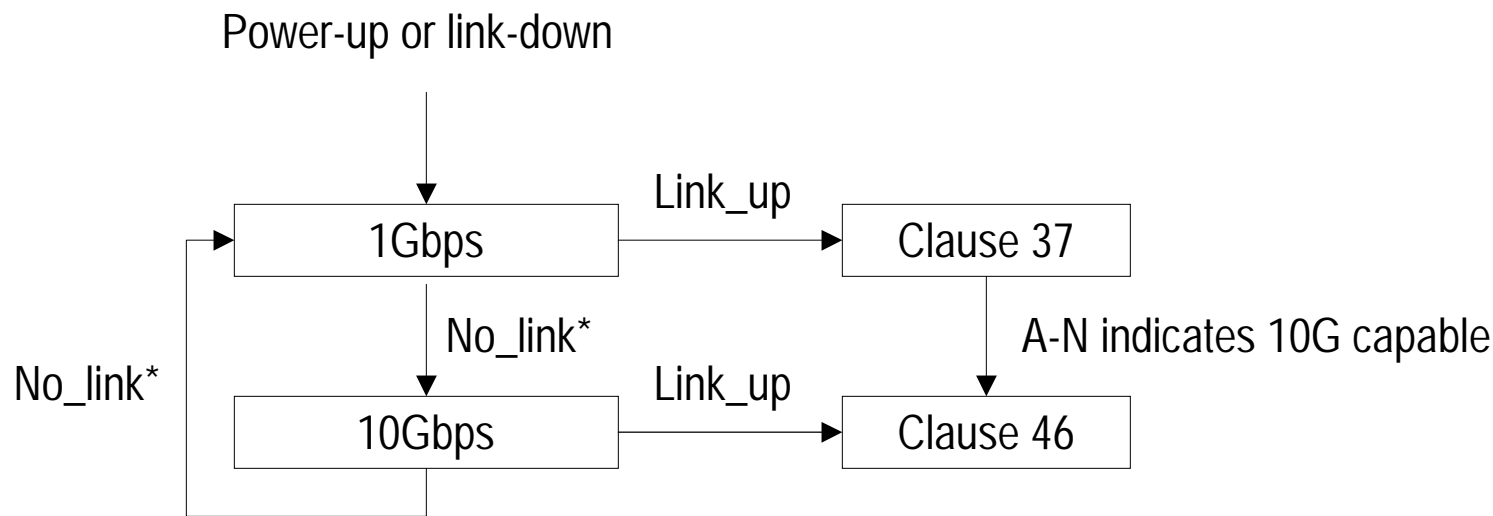 Power-up or link-down
Link_up
1Gbps
Clause 37
No_link*
A-N indicates 10G capable
No_link*
Link_up
10Gbps
Clause 46